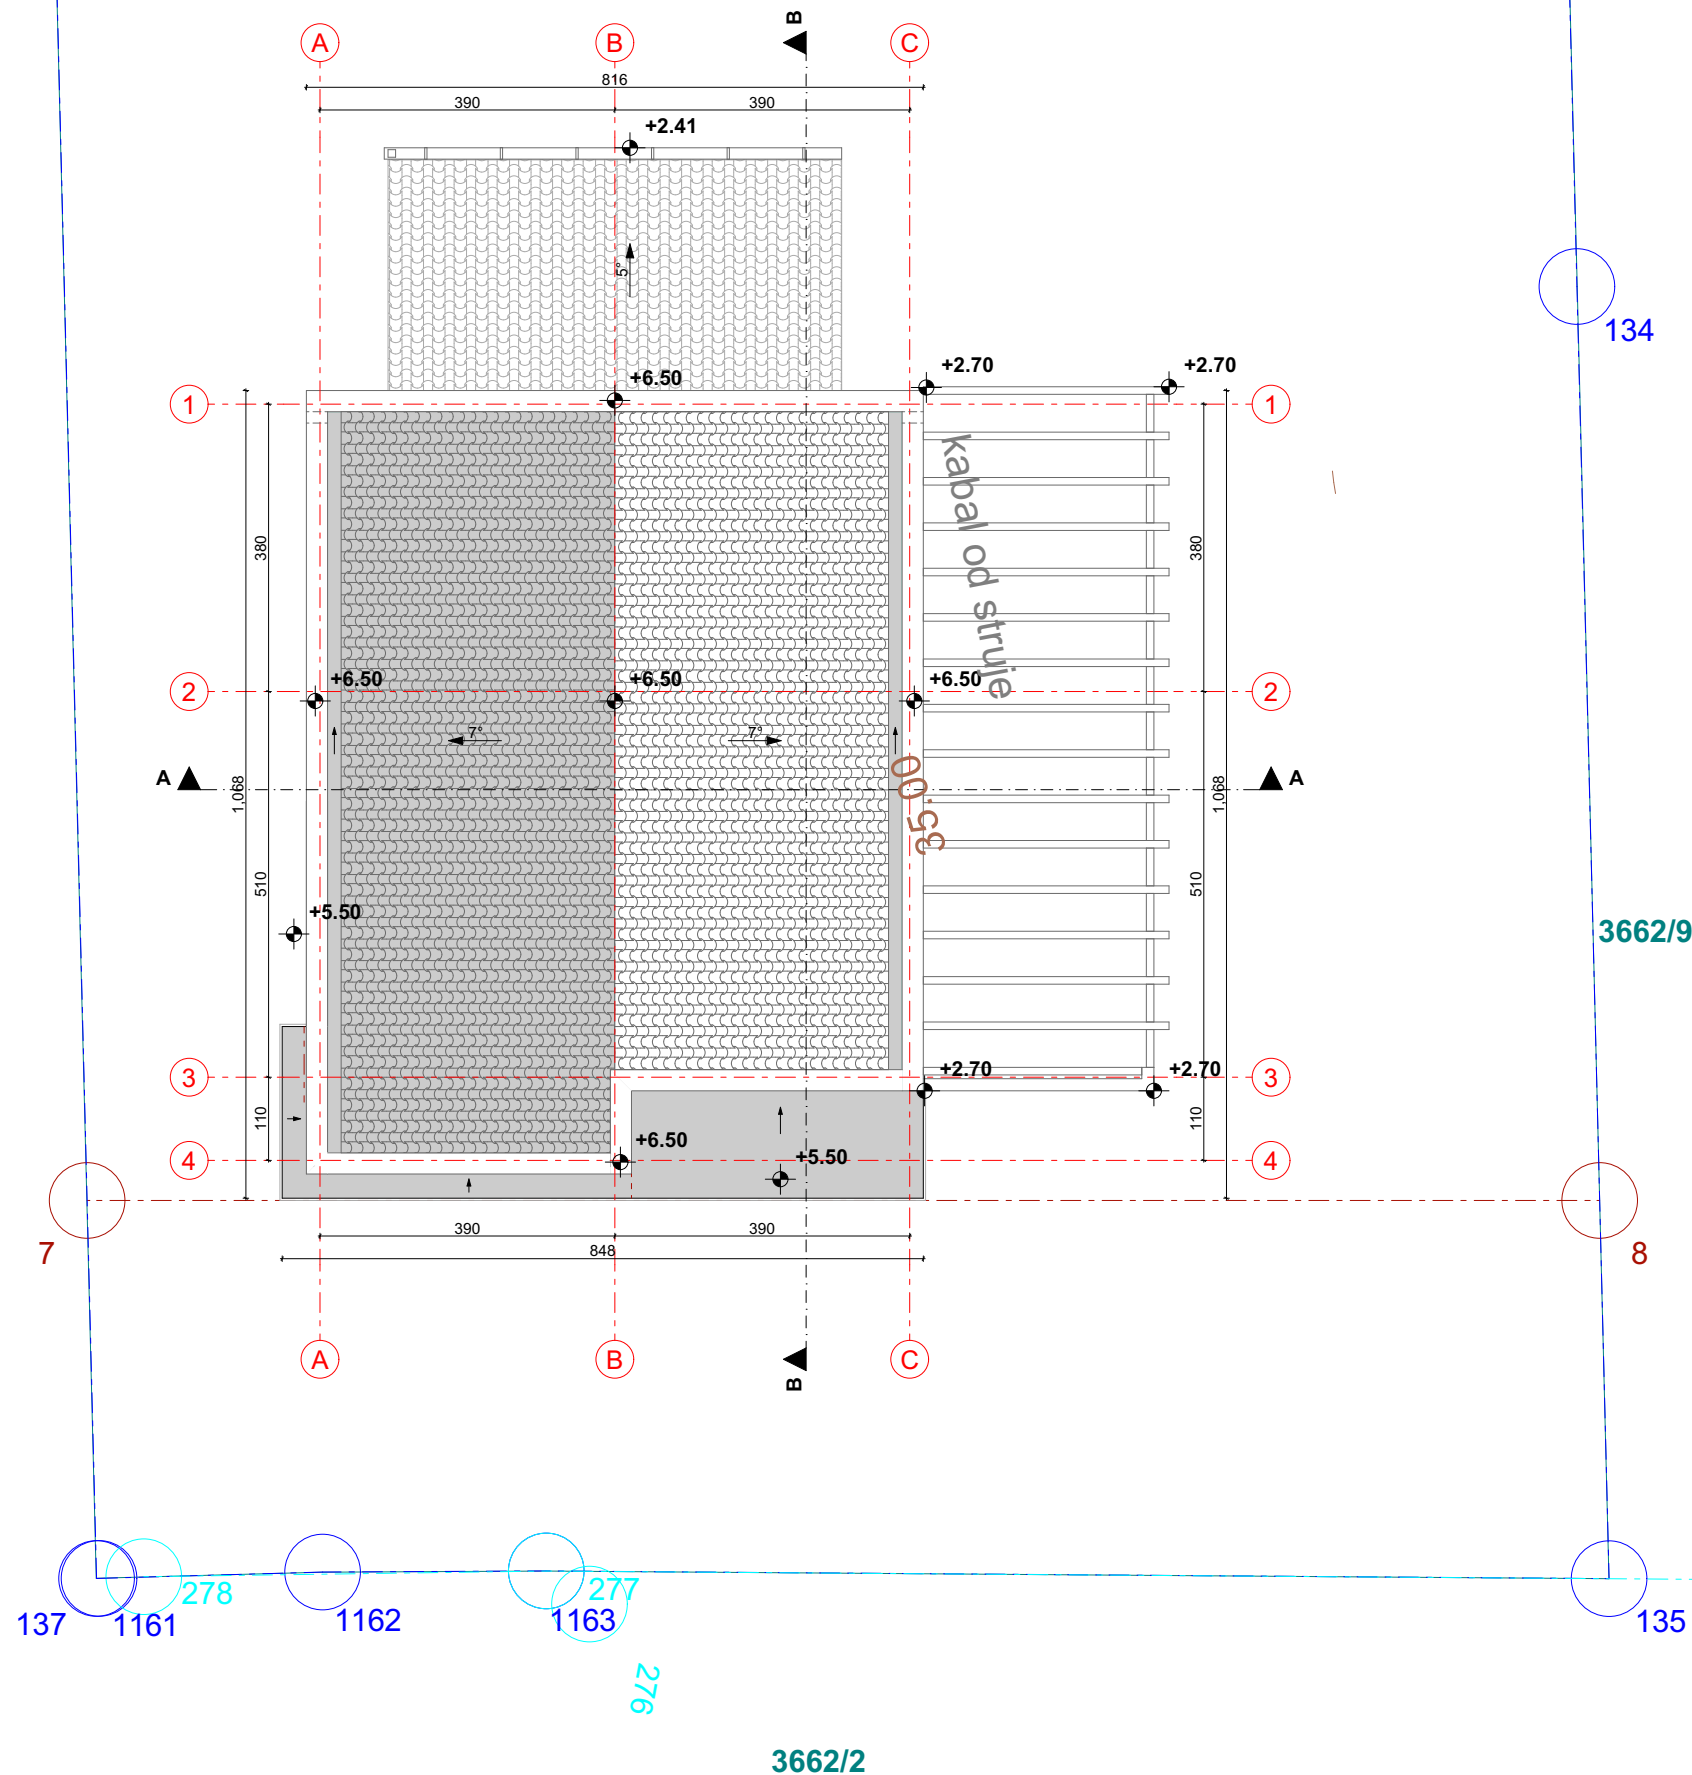 B
A B C
816
390 390
+2.41
5°
134
+6.50 +2.70 +2.70
1 1
kabal od struje
380 380
2 +6.50 +6.50 +6.50 2
7° 7°
A A
1,068 1,068
35.00
510 510
+5.50
3662/9
3 +2.70 +2.70 3
110 110
+6.50
4 +5.50 4
7 8
390 390
848
A B C
B
278 277
137 1161 1162 1163 135
276
3662/2